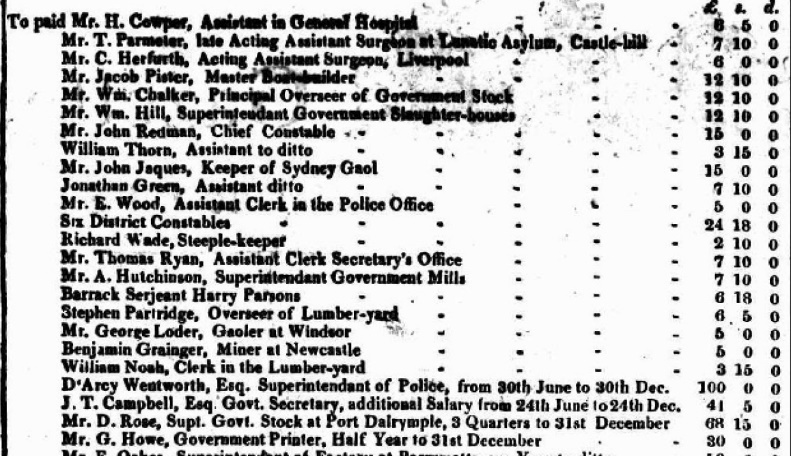 £. s. d.
To paid Mr. H. Cowper, Assistant in General Hospital - - - 6 5 0
Mr. T. Parmeter, late Acting Assistant Surgeon at Lunatic Asylum, Castle-hill - 7 10 0
Mr. C. Herfurth, Acting Assistant Surgeon, Liverpool - - - 6 0 0
Mr. Jacob Pister, Master Boat-builder - - - - 12 10 0
Mr. Wm. Chalker, Principal Overseer of Government Stock - - - 12 10 0
Mr. Wm. Hill, Superintendant Government Slaughter-houses - - - 12 10 0
Mr. John Redman, Chief Constable - - - - - 15 0 0
William Thorn, Assistant to ditto - - - - 3 15 0
Mr. John Jaques, Keeper of Sydney Gaol - - - - 15 0 0
Jonathan Green, Assistant ditto - - - - 7 10 0
Mr. E. Wood, Assistant Clerk in the Police Office - - - 5 0 0
Six District Constables - - - - - 24 18 0
Richard Wade, Steeple-keeper - - - - - 2 10 0
Mr. Thomas Ryan, Assistant Clerk Secretary's Office - - - 7 10 0
Mr. A. Hutchinson, Superintendant Government Mills - - - 7 10 0
Barrack Serjeant Harry Parsons - - - - - 6 18 0
Stephen Partridge, Overseer of Lumber-yard - - - - 6 5 0
Mr. George Loder, Gaoler at Windsor - - - - 5 0 0
Benjamin Grainger, Miner at Newcastle - - - - 5 0 0
William Noah, Clerk in the Lumber-yard - - - - 3 15 0
D'Arcy Wentworth, Esq. Superintendant of Police, from 30th June to 30th Dec. 100 0 0
J. T. Campbell, Esq. Govt. Secretary, additional Salary from 24th June to 24th Dec. 41 5 0
Mr. D. Rose, Supt. Govt. Stock at Port Dalrymple, 3 Quarters to 31st December 68 15 0
Mr. G. Howe, Government Printer, Half Year to 31st December - - 30 0 0